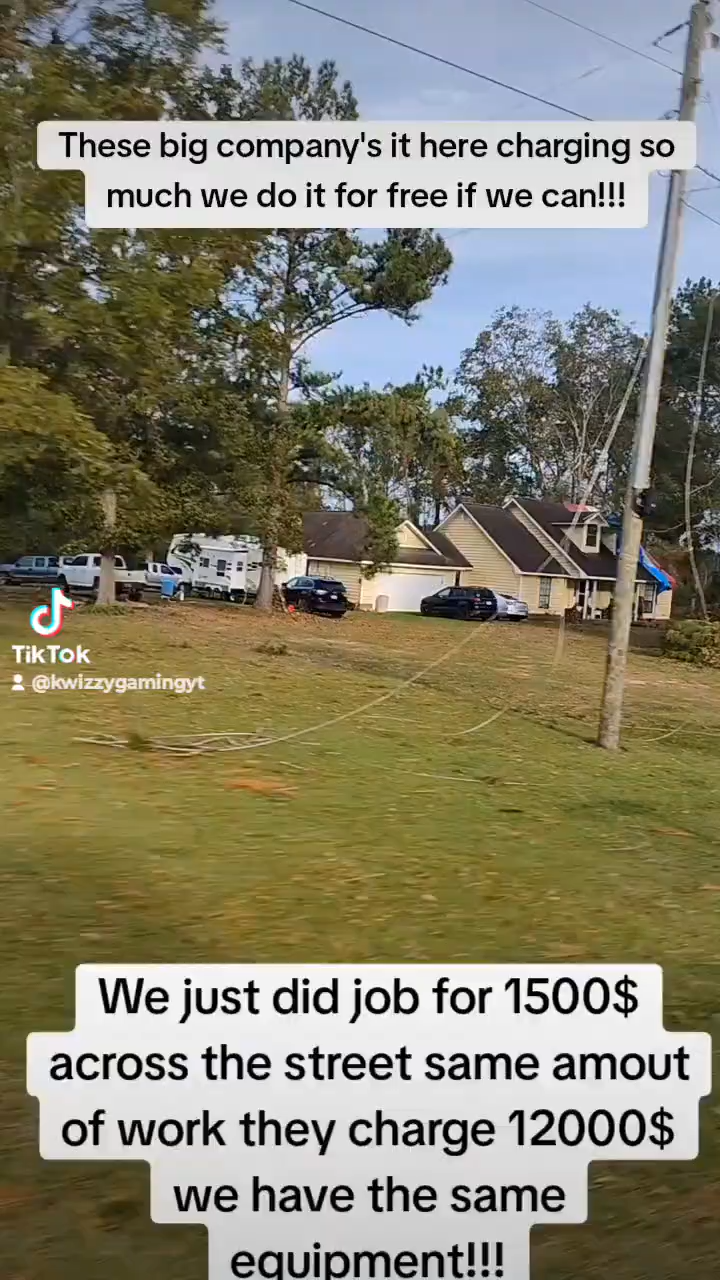 These big company's it here charging so
much we do it for free if we can!!!
TikTok
@kwizzygamingyt
We just did job for 1500$
across the street same amout
of work they charge 12000$
we have the same
equipment!!!